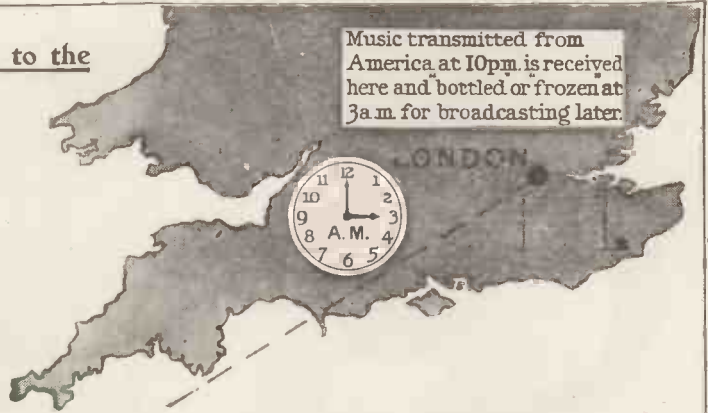 to the
Music transmitted from
America at 10pm. is received
here and "bottled or frozen" at
3a.m. for broadcasting later.
LONDON
12
11 1
10 2
9 3
A.M.
8 4
7 5
6